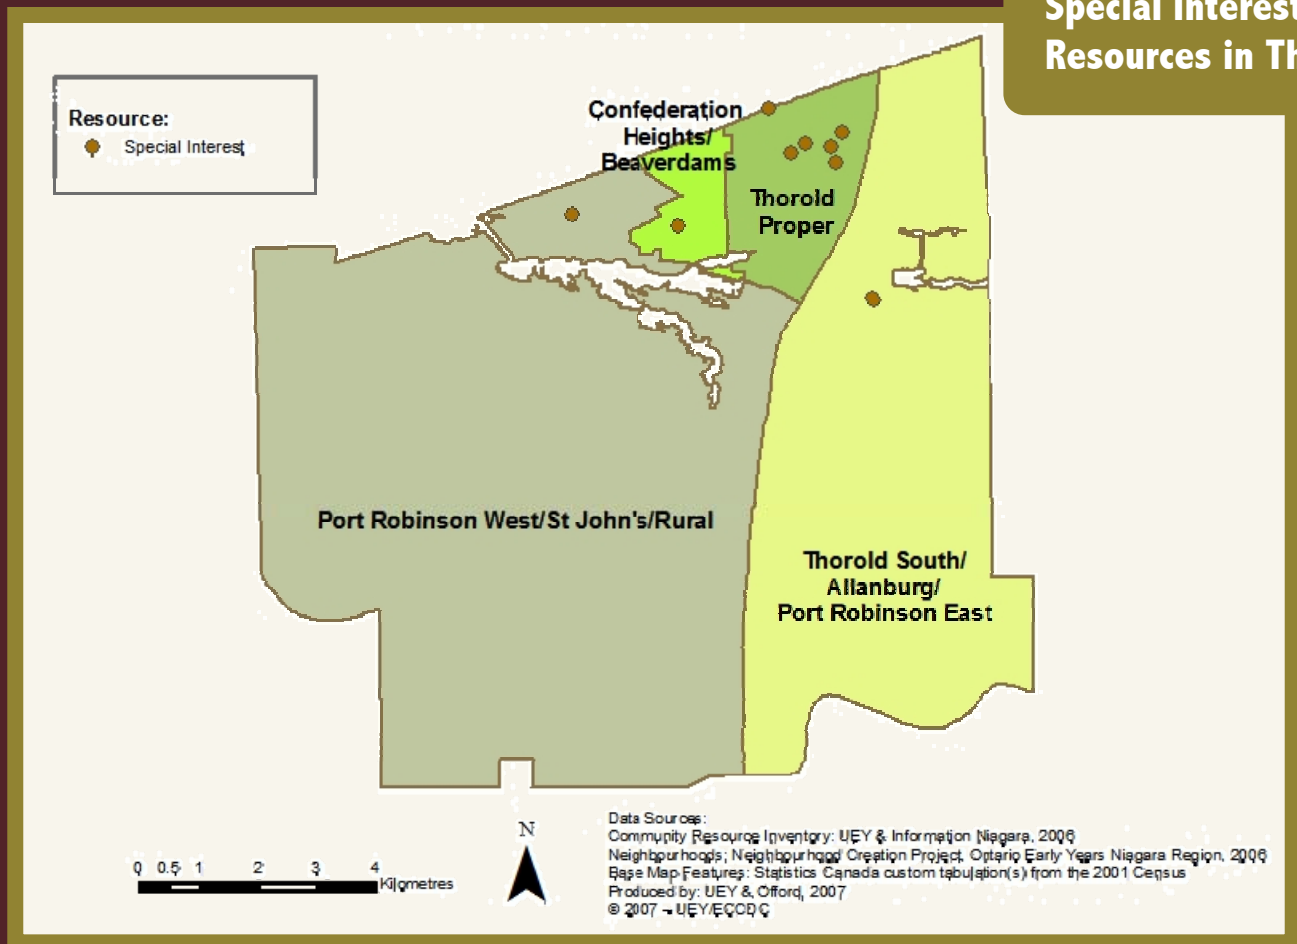 Special Interest
Resources in Th
Resource:
Special Interest
Confederation
Heights/
Beaverdams
Thorold
Proper
Port Robinson West/St John's/Rural
Thorold South/
Allanburg/
Port Robinson East
N
0 0.5 1 2 3 4
Kilometres
Data Sources:
Community Resource Inventory: UEY & Information Niagara, 2006
Neighbourhoods; Neighbourhood Creation Project, Ontario Early Years Niagara Region, 2006
Base Map Features: Statistics Canada custom tabulation(s) from the 2001 Census
Produced by: UEY & Offord, 2007
© 2007 – UEY/ECCDC